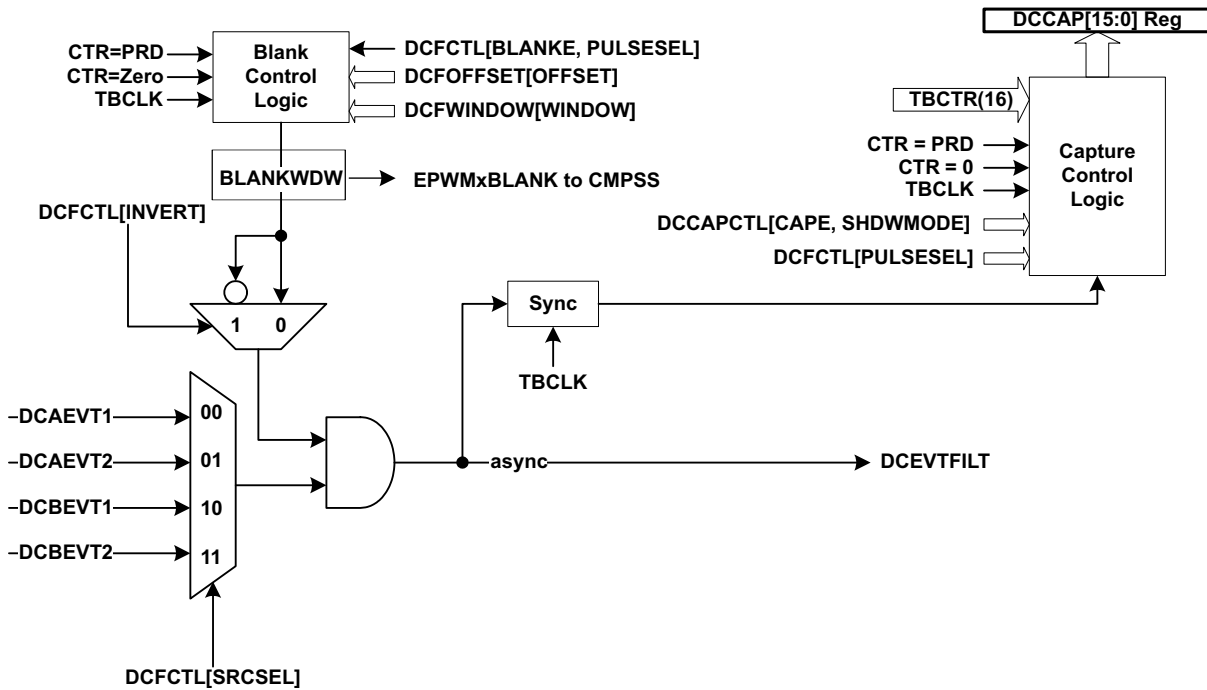 DCCAP[15:0] Reg
CTR=PRD
CTR=Zero
TBCLK
Blank
Control
Logic
DCFCTL[BLANKE, PULSESEL]
DCFOFFSET[OFFSET]
DCFWINDOW[WINDOW]
TBCTR(16)
CTR = PRD
CTR = 0
TBCLK
DCCAPCTL[CAPE, SHDWMODE]
DCFCTL[PULSESEL]
Capture
Control
Logic
BLANKWDW
EPWMxBLANK to CMPSS
DCFCTL[INVERT]
1 0
Sync
TBCLK
–DCAEVT1
–DCAEVT2
–DCBEVT1
–DCBEVT2
00
01
10
11
async
DCEVTFILT
DCFCTL[SRCSEL]